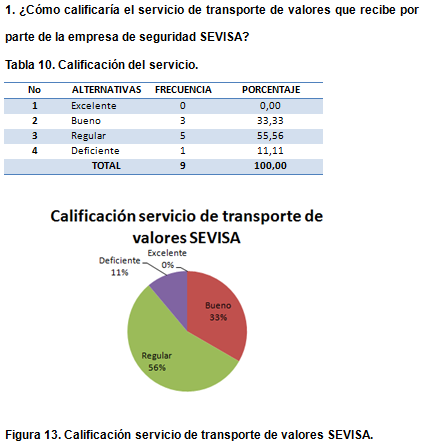 1. ¿Cómo calificaría el servicio de transporte de valores que recibe por
parte de la empresa de seguridad SEVISA?
Tabla 10. Calificación del servicio.
No ALTERNATIVAS FRECUENCIA PORCENTAJE
1 Excelente 0 0,00
2 Bueno 3 33,33
3 Regular 5 55,56
4 Deficiente 1 11,11
TOTAL 9 100,00
Calificación servicio de transporte de
valores SEVISA
Excelente
0%
Deficiente
11%
Bueno
33%
Regular
56%
Figura 13. Calificación servicio de transporte de valores SEVISA.